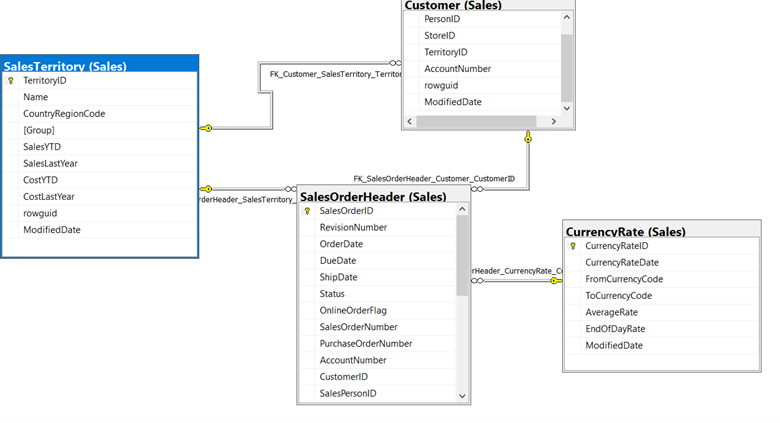 Customer (Sales)
PersonID
StoreID
TerritoryID
AccountNumber
rowguid
ModifiedDate
SalesTerritory (Sales)
TerritoryID
Name
CountryRegionCode
[Group]
SalesYTD
SalesLastYear
CostYTD
CostLastYear
rowguid
ModifiedDate
FK_Customer_SalesTerritory_Territo
FK_SalesOrderHeader_Customer_CustomerID
rderHeader_SalesTerritory_
SalesOrderHeader (Sales)
SalesOrderID
RevisionNumber
OrderDate
DueDate
ShipDate
Status
OnlineOrderFlag
SalesOrderNumber
PurchaseOrderNumber
AccountNumber
CustomerID
SalesPersonID
rHeader_CurrencyRate_Cu
CurrencyRate (Sales)
CurrencyRateID
CurrencyRateDate
FromCurrencyCode
ToCurrencyCode
AverageRate
EndOfDayRate
ModifiedDate